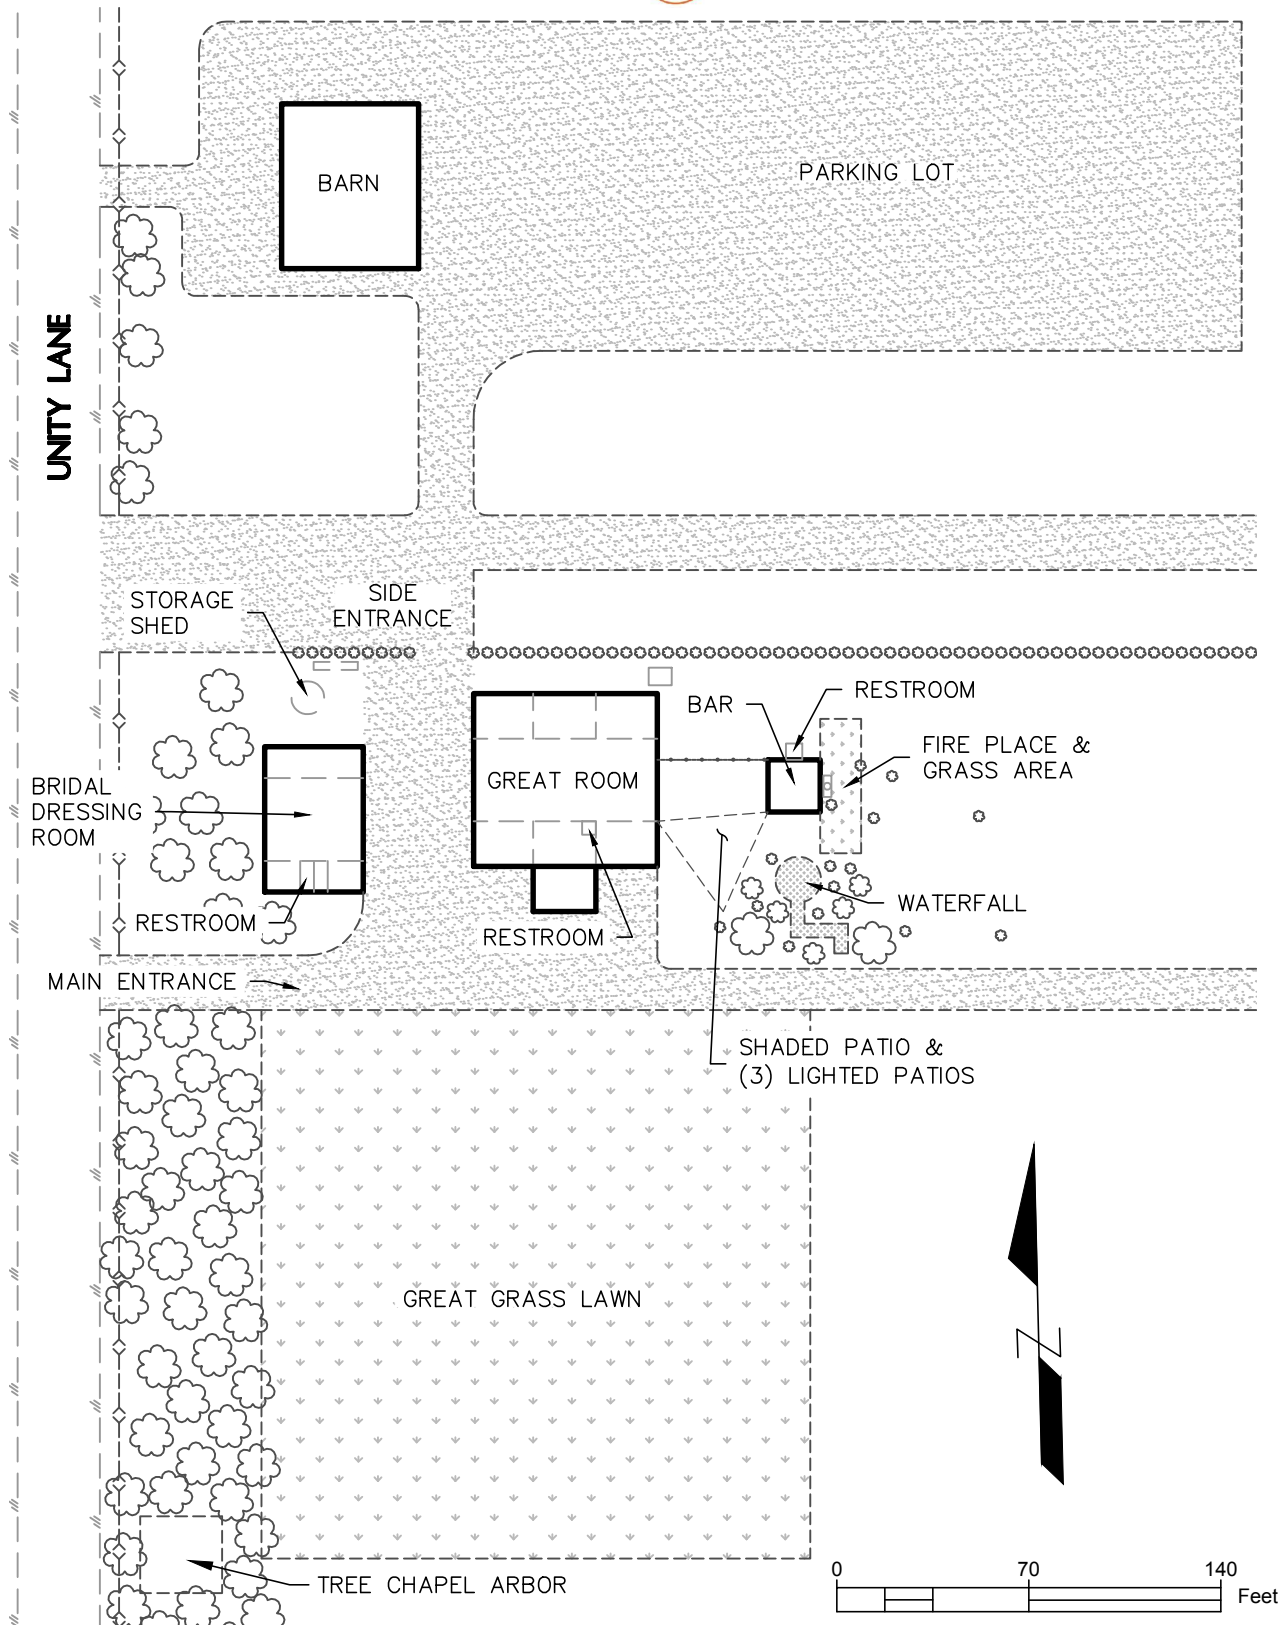 PARKING LOT
BARN
UNITY LANE
STORAGE
SHED
SIDE
ENTRANCE
RESTROOM
BAR
FIRE PLACE &
GRASS AREA
GREAT ROOM
BRIDAL
DRESSING
ROOM
WATERFALL
RESTROOM
RESTROOM
MAIN ENTRANCE
SHADED PATIO &
(3) LIGHTED PATIOS
GREAT GRASS LAWN
N
TREE CHAPEL ARBOR
0 70 140
Feet